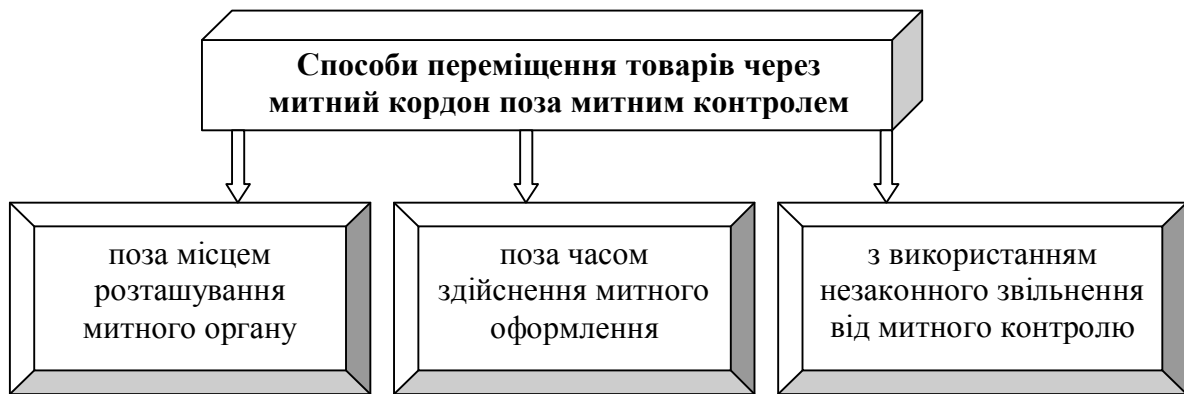 Способи переміщення товарів через
митний кордон поза митним контролем
поза місцем
розташування
митного органу
поза часом
здійснення митного
оформлення
з використанням
незаконного звільнення
від митного контролю